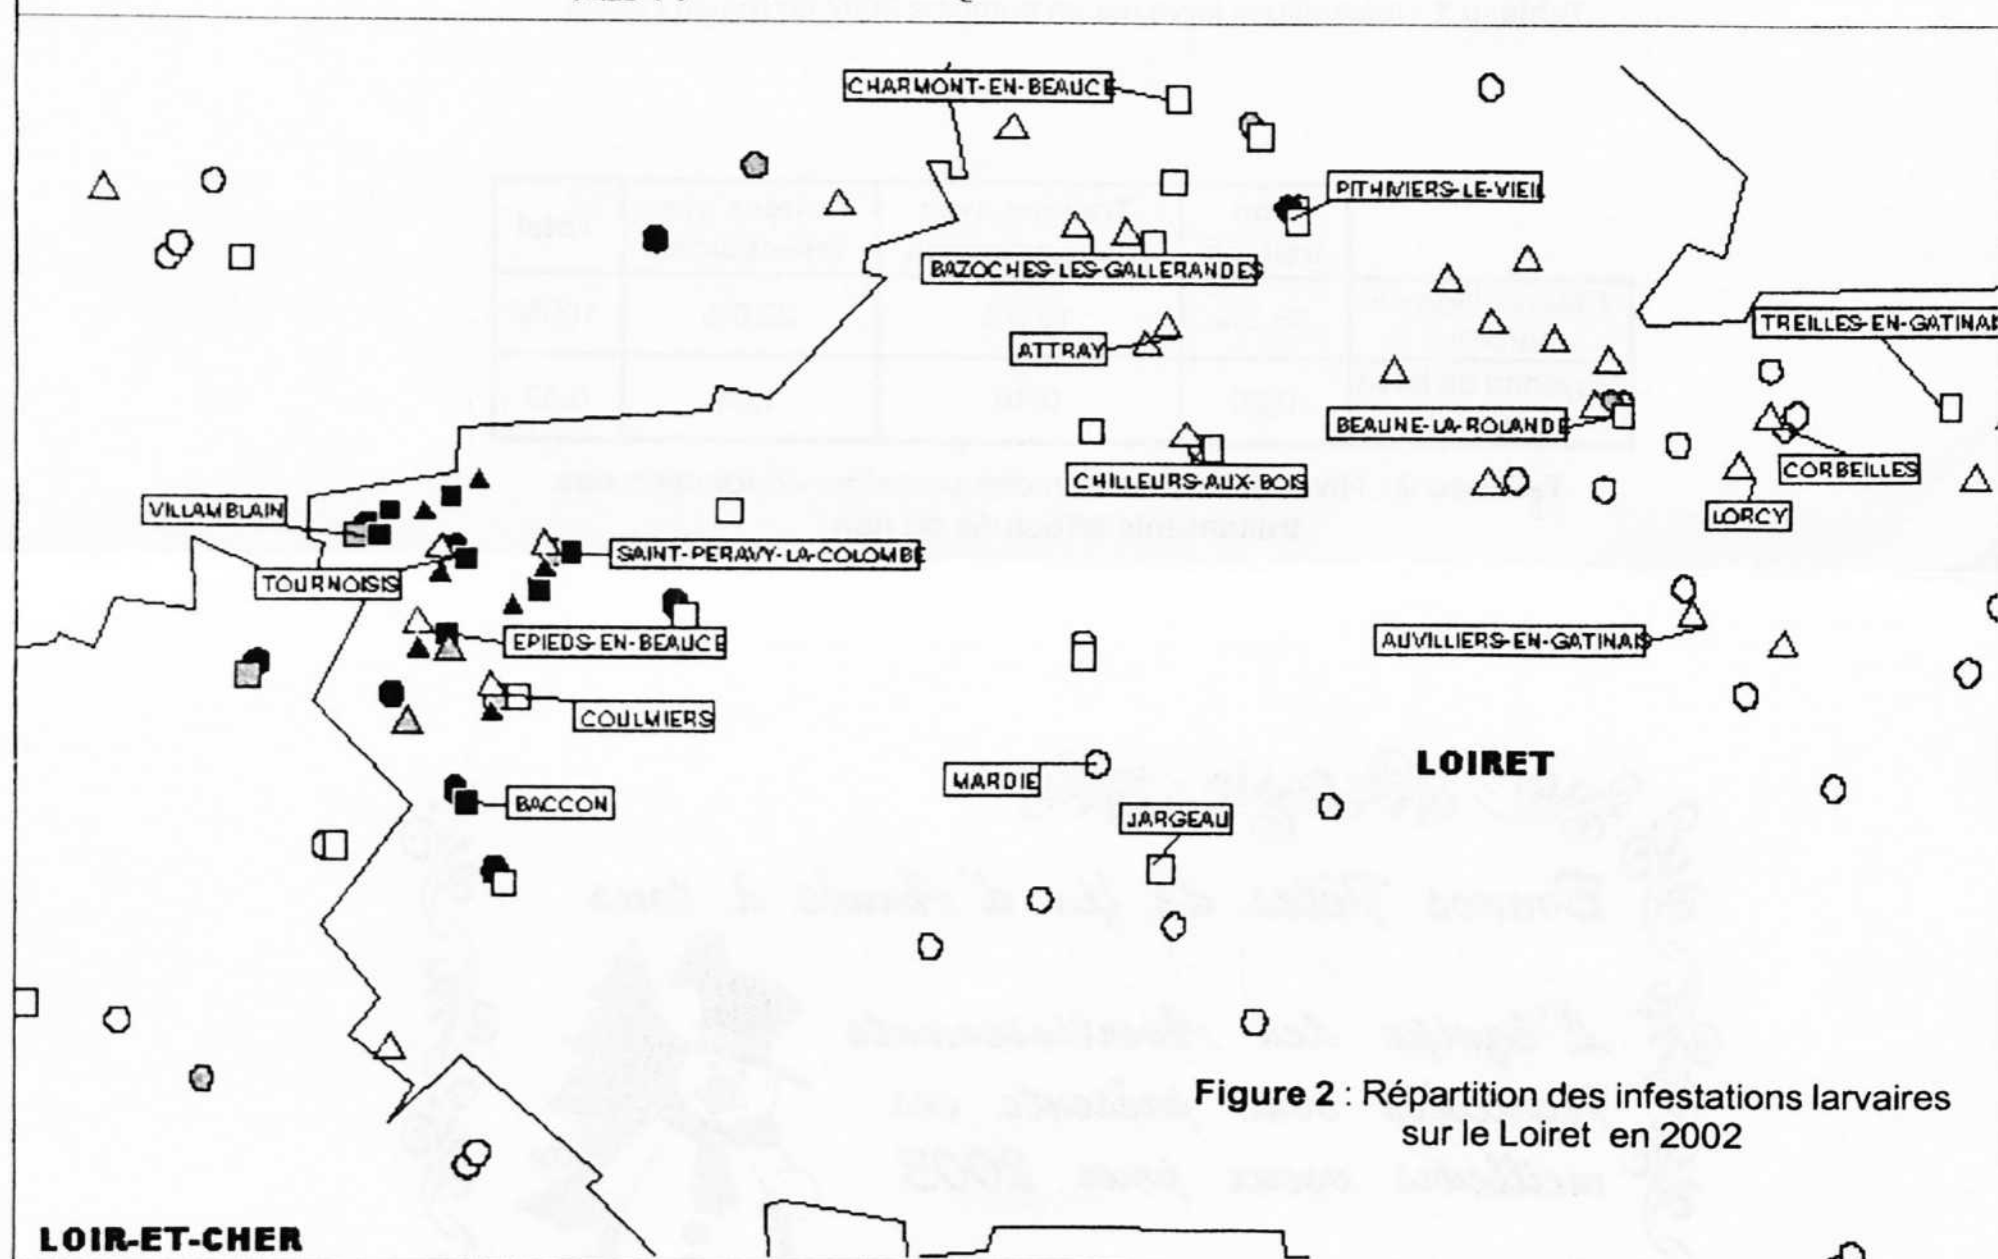 CHARMONT-EN-BEAUCE
PITHIVIERS-LE-VIEIL
BAZOCHES-LES-GALLERANDES
TREILLES-EN-GATINAIS
ATTRAY
BEAUNE-LA-ROLANDE
CHILLEURS-AUX-BOIS
CORBEILLES
LORCY
VILLAMBLAIN
SAINT-PERAVY-LA-COLOMBE
TOURNOISIS
EPIEDS-EN-BEAUCE
AUVILLIERS-EN-GATINAIS
COULMIERS
LOIRET
MARDIE
BACCON
JARGEAU
Figure 2 : Répartition des infestations larvaires
sur le Loiret en 2002
LOIR-ET-CHER